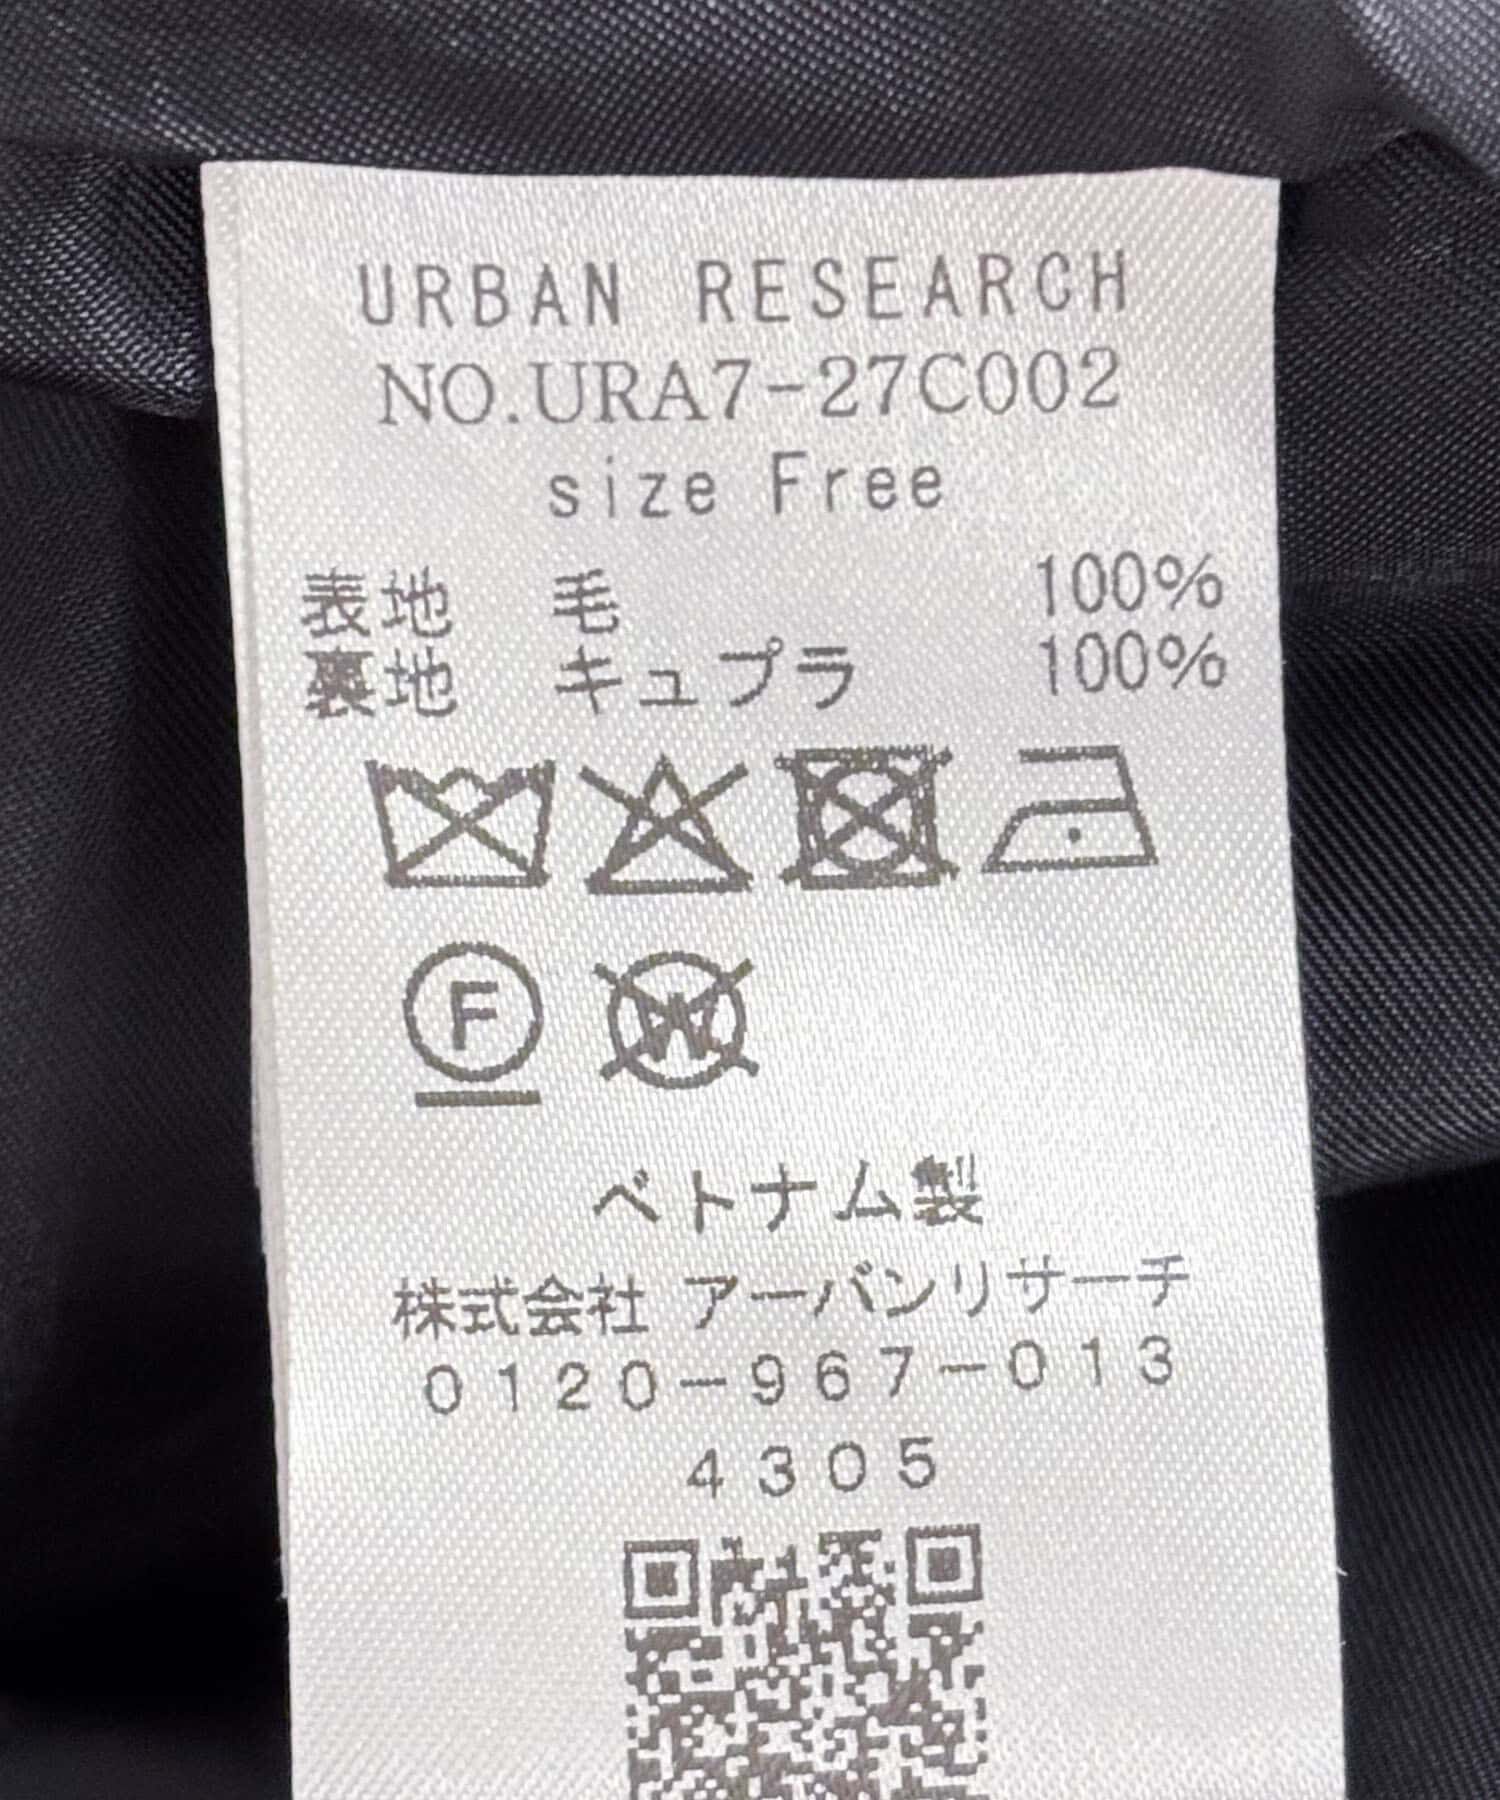 URBAN RESEARCH
NO.URA7-27C002
size Free
表地 毛 100%
裏地 キュプラ 100%
F
W
ベトナム製
株式会社 アーバンリサーチ
0120-967-013
4305